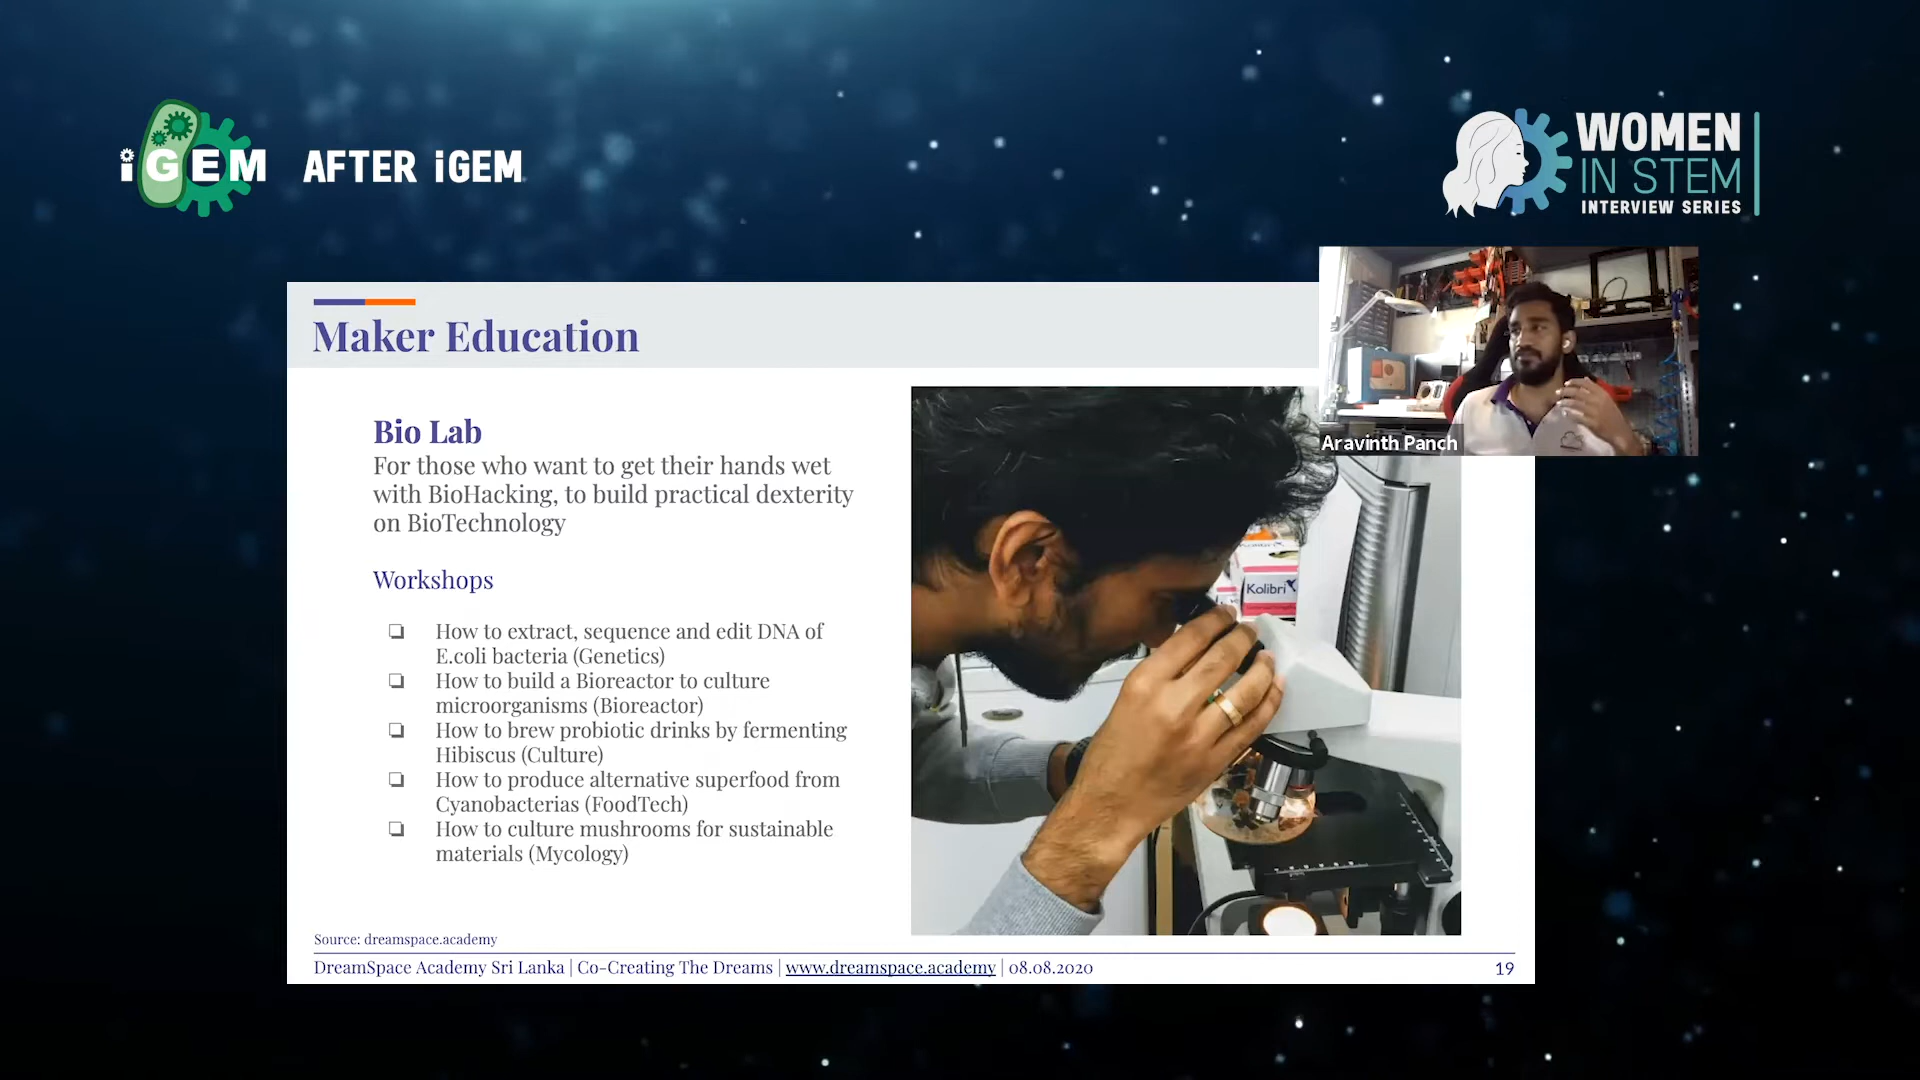 iGEM AFTER iGEM
WOMEN
IN STEM
INTERVIEW SERIES
Maker Education
Aravinth Panch
Bio Lab
For those who want to get their hands wet
with BioHacking, to build practical dexterity
on BioTechnology
Workshops
How to extract, sequence and edit DNA of
E.coli bacteria (Genetics)
How to build a Bioreactor to culture
microorganisms (Bioreactor)
How to brew probiotic drinks by fermenting
Hibiscus (Culture)
How to produce alternative superfood from
Cyanobacterias (FoodTech)
How to culture mushrooms for sustainable
materials (Mycology)
Kolibri
Source: dreamspace.academy
DreamSpace Academy Sri Lanka | Co-Creating The Dreams | www.dreamspace.academy | 08.08.2020
19